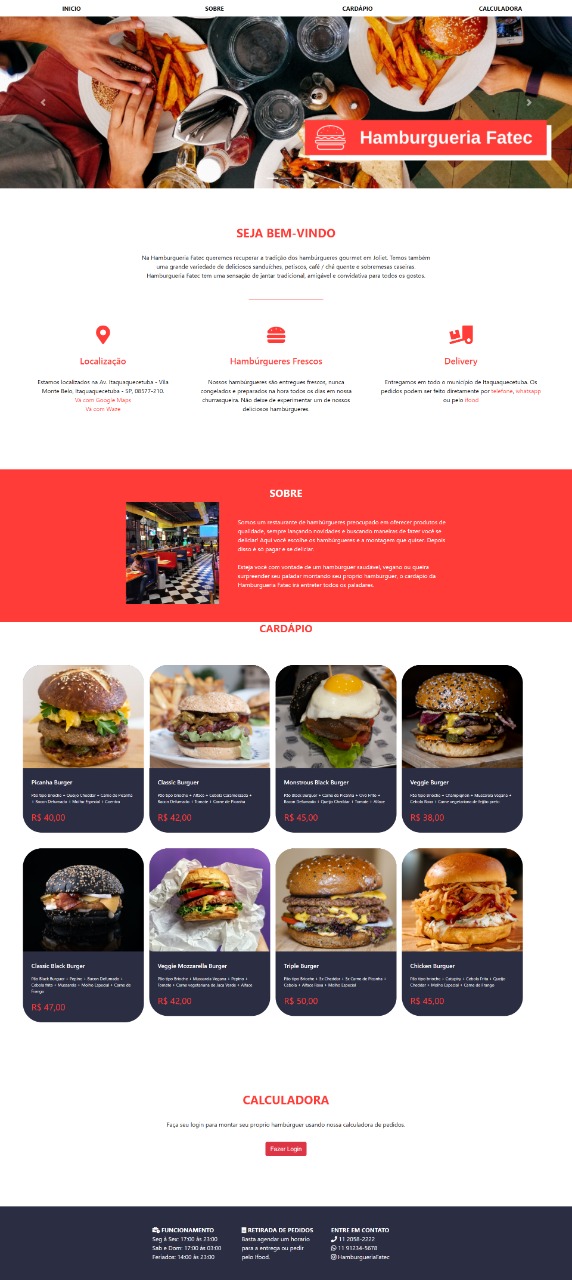 INICIO
SOBRE
CARDÁPIO
CALCULADORA
Hamburgueria Fatec
SEJA BEM-VINDO
Na Hamburgueria Fatec queremos recuperar a tradição dos hambúrgueres gourmet em Joliet. Temos também
uma grande variedade de deliciosos sanduíches, petiscos, café / chá quente e sobremesas caseiras.
Hamburgueria Fatec tem uma sensação de jantar tradicional, amigável e convidativa para todos os gostos.
Localização
Estamos localizados na Av. Itaquaquecetuba - Vila
Monte Belo, Itaquaquecetuba - SP, 08577-210.
Vá com Google Maps
Vá com Waze
Hambúrgueres Frescos
Nossos hambúrgueres são entregues frescos, nunca
congelados e preparados na hora todos os dias em nossa
churrasqueira. Não deixe de experimentar um de nossos
deliciosos hambúrgueres.
Delivery
Entregamos em todo o município de Itaquaquecetuba. Os
pedidos podem ser feito diretamente por telefone, whatsapp
ou pelo ifood
SOBRE
Somos um restaurante de hambúrgueres preocupado em oferecer produtos de
qualidade, sempre lançando novidades e buscando maneiras de fazer você se
deliciar! Aqui você escolhe os hambúrgueres e a montagem que quiser. Depois
disto é só pagar e se deliciar.
Esteja você com vontade de um hambúrguer saudável, vegano ou queira
surpreender seu paladar montando seu proprio hambúrguer, o cardápio da
Hamburgueria Fatec irá entreter todos os paladares.
CARDÁPIO
Picanha Burger
Pão tipo Brioche + Queijo Cheddar + Carne de Picanha
+ Bacon Defumado + Molho Especial +
R$ 40,00
Classic Burguer
Pão tipo Brioche + Alface + Cebola Caramelizada +
Bacon Defumado + Tomate + Carne de Picanha
R$ 42,00
Monstrous Black Burger
Pão Black Burguer + Carne de Picanha + Ovo Frito +
Bacon Defumado + Queijo Cheddar + Tomate + Alface
R$ 45,00
Veggie Burger
Pão tipo Brioche + Champignon + Mussarela Vegana +
Cebola Roxa + Carne vegetariana de feijão preto
R$ 38,00
Classic Black Burger
Pão Black Burguer + Pepino + Bacon Defumado +
Cebola frita + Mussarela + Molho Especial + Carne de
Frango
R$ 47,00
Veggie Mozzarella Burger
Pão tipo Brioche + Mussarela Vegana + Pepino +
Tomate + Carne vegetariana de Jaca Verde + Alface
R$ 42,00
Triple Burger
Pão tipo Brioche + 3x Cheddar + 3x Carne de Picanha +
Cebola + Alface Roxa + Molho Especial
R$ 50,00
Chicken Burguer
Pão tipo Brioche + Catupiry + Cebola Frita + Queijo
Cheddar + Molho Especial + Carne de Frango
R$ 45,00
CALCULADORA
Faça seu login para montar seu proprio hambúrguer usando nossa calculadora de pedidos.
Fazer Login
FUNCIONAMENTO
Seg á Sex: 17:00 às 23:00
Sab e Dom: 17:00 às 03:00
Feriados: 14:00 às 23:00
RETIRADA DE PEDIDOS
Basta agendar um horario
para a entrega ou pedir
pelo Ifood.
ENTRE EM CONTATO
11 2058-2222
11 91234-5678
HamburgueriaFatec